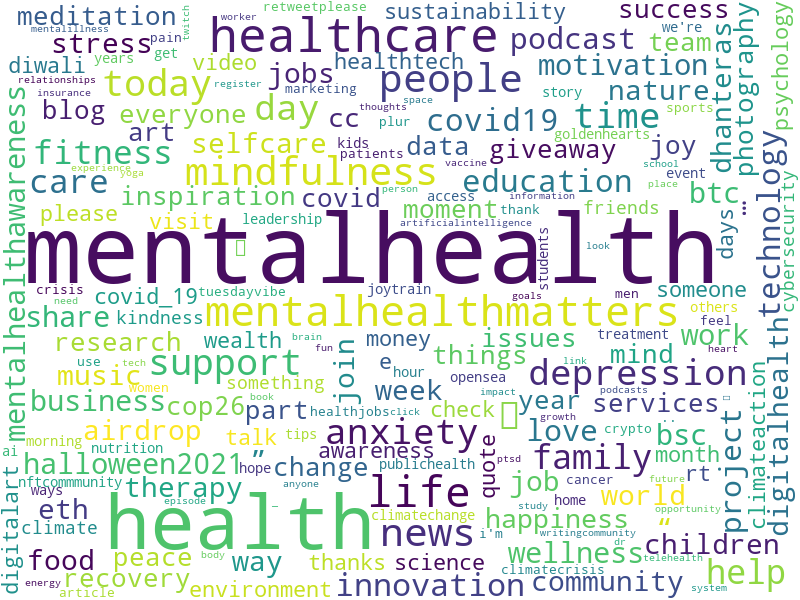 meditation
mentalillness
twitch
worker
retweetplease
sustainability
we're
success
stress
pain
get
healthcare
podcast
team
diwali
years
video
healthtech
motivation
relationships
insurance
today
jobs
marketing
people
story
space
nature
photography
psychology
blog
everyone
register
day
cc
thoughts
plur
covid19
time
sports
dhanteras
art
selfcare
kids
data
giveaway
goldenhearts
joy
fitness
patients
vaccine
school
experience
yoga
mindfulness
person
education
event
place
care
inspiration
covid
access
information
btc
please
visit
leadership
moment
thank
friends
days
…
technology
cybersecurity
artificialintelligence
students
look
mentalhealthawareness
mentalhealth
crisis
covid_19
tuesdayvibe
joytrain
goals
men
someone
need
others
share
kindness
mentalhealthmatters
feel
research
wealth
brain
money
issues
treatment
work
heart
use
tech
fun
e
hour
things
link
mind
music
women
support
something
join
opensea
depression
business
book
week
impact
podcasts
year
services
climateaction
digitalhealth
cop26
part
healthjobs
click
check
growth
crypto
..
airdrop
talk
tips
anxiety
love
bsc
project
morning
nutrition
”
awareness
quote
family
month
ai
halloween2021
hope
change
publichealth
ptsd
job
cancer
rt
future
nftcommmunity
anyone
therapy
life
study
home
world
opportunity
ways
episode
digitalart
eth
health
climatechange
happiness
“
climate
news
i'm
writingcommunity
dr
children
food
peace
way
thanks
science
wellness
telehealth
recovery
body
climatecrisis
help
energy
article
environment
innovation
community
system